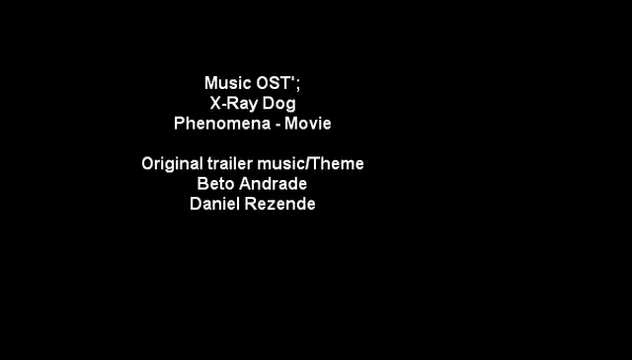 Music OST';
X-Ray Dog
Phenomena - Movie
Original trailer music/Theme
Beto Andrade
Daniel Rezende